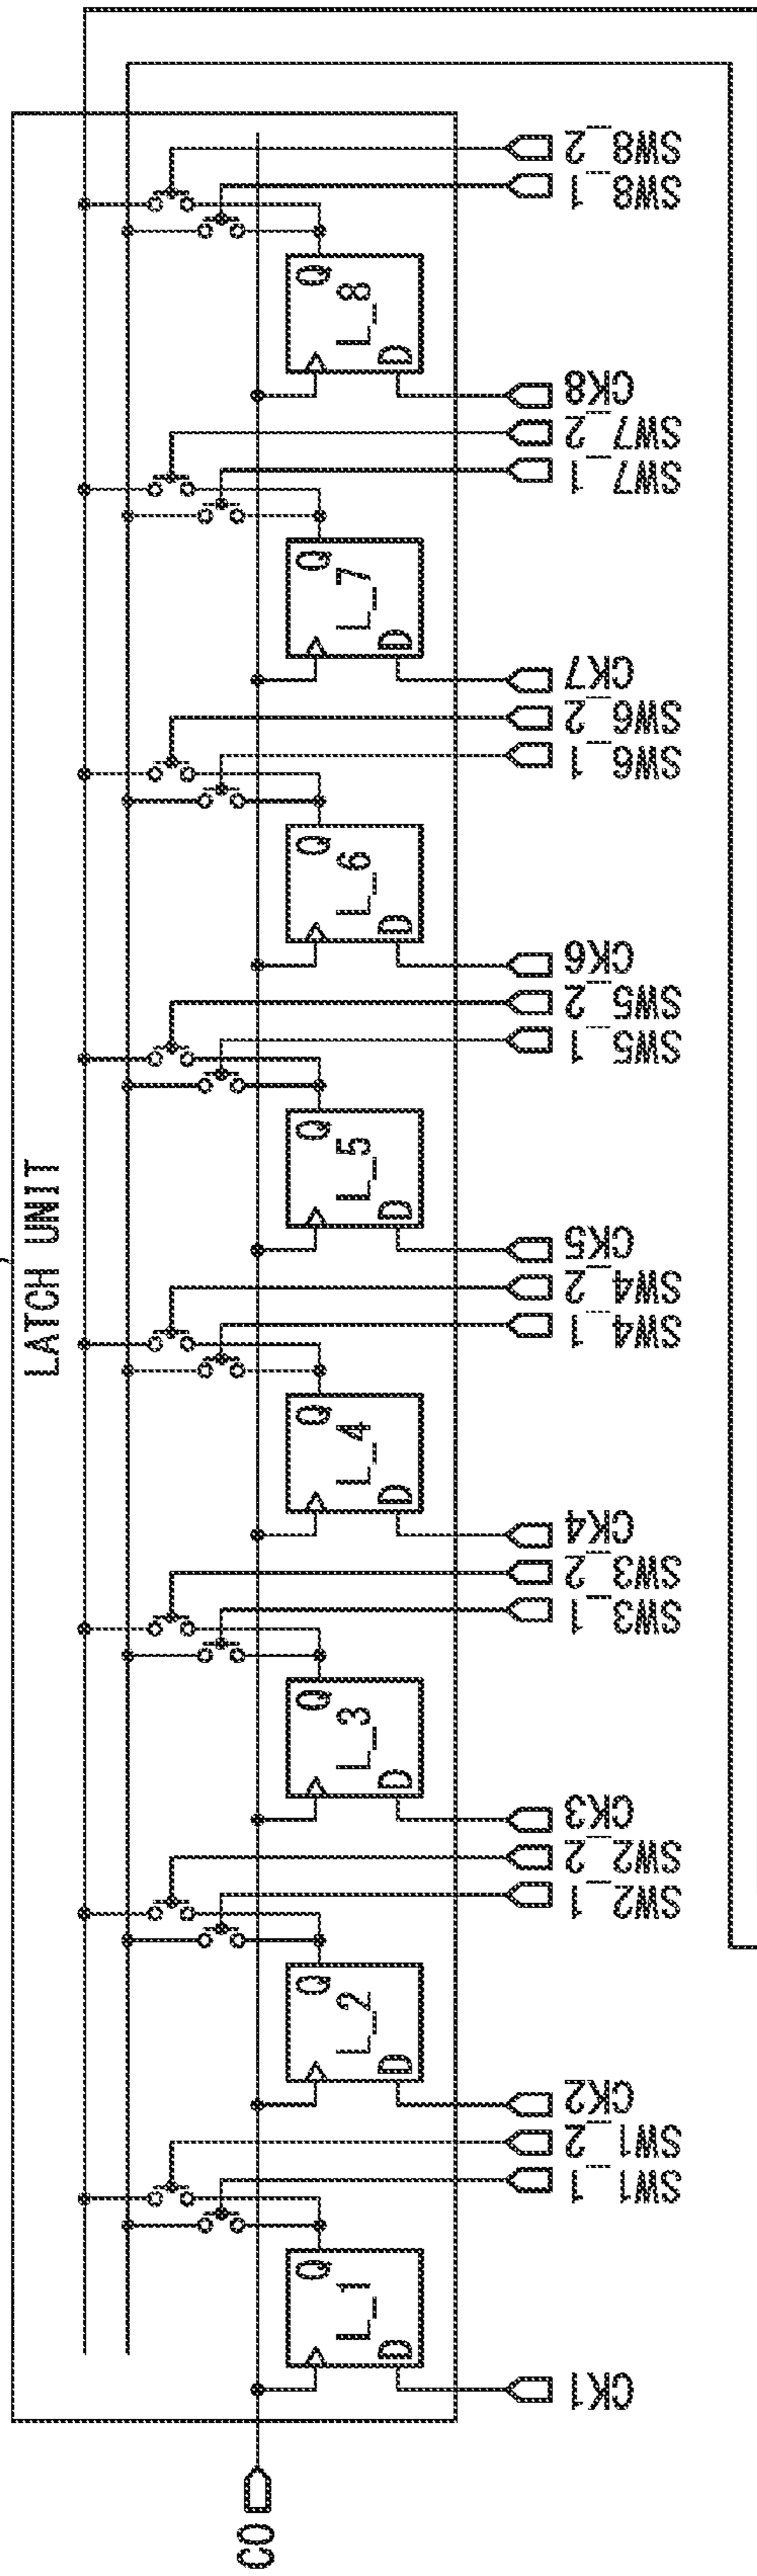 LATCH UNIT
CO
L_1
Q
D
CK1
SW1_1
SW1_2
L_2
Q
D
CK2
SW2_1
SW2_2
L_3
Q
D
CK3
SW3_1
SW3_2
L_4
Q
D
CK4
SW4_1
SW4_2
L_5
Q
D
CK5
SW5_1
SW5_2
L_6
Q
D
CK6
SW6_1
SW6_2
L_7
Q
D
CK7
SW7_1
SW7_2
L_8
Q
D
CK8
SW8_1
SW8_2